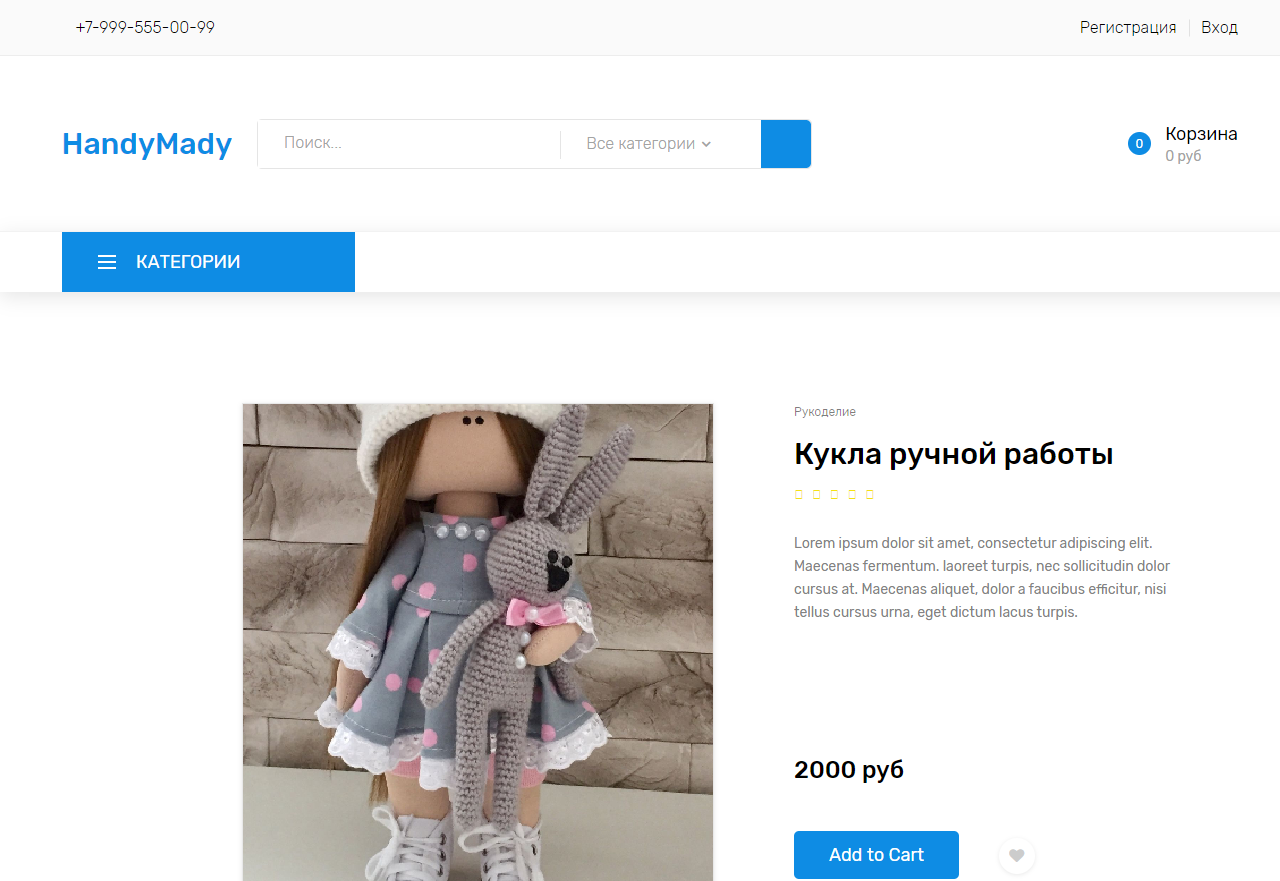 +7-999-555-00-99
Регистрация Вход
HandyMady
Поиск...
Все категории
0
Корзина
0 руб
КАТЕГОРИИ
Рукоделие
Кукла ручной работы
Lorem ipsum dolor sit amet, consectetur adipiscing elit.
Maecenas fermentum. laoreet turpis, nec sollicitudin dolor
cursus at. Maecenas aliquet, dolor a faucibus efficitur, nisi
tellus cursus urna, eget dictum lacus turpis.
2000 руб
Add to Cart